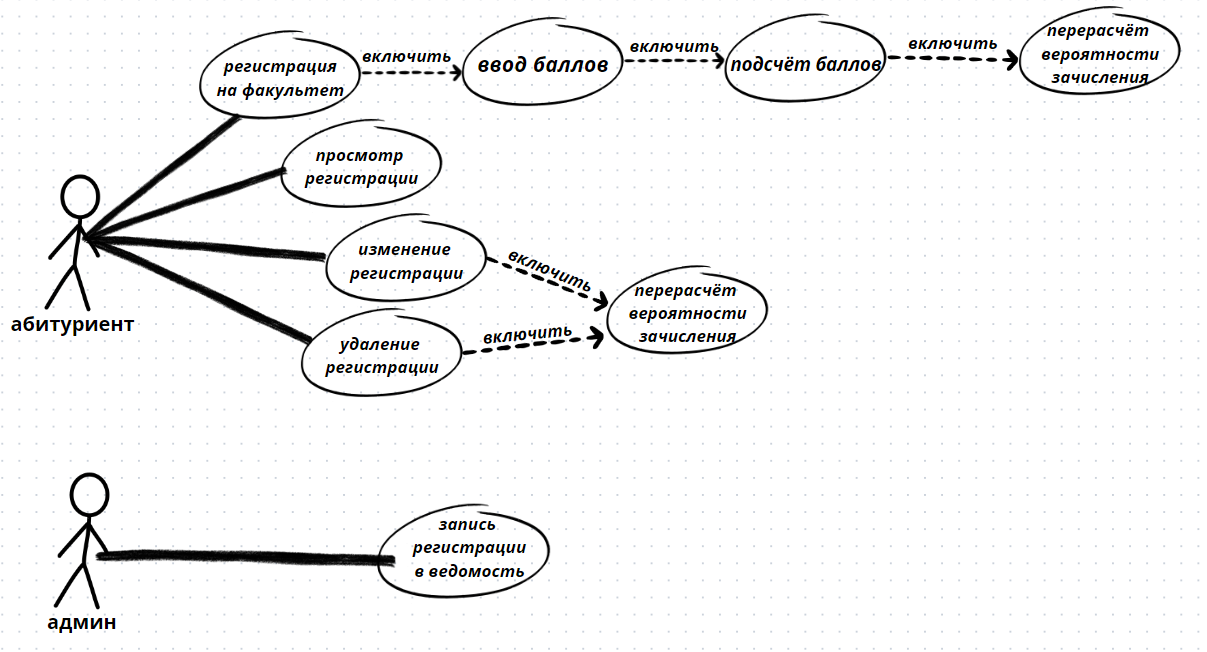 регистрация
на факультет
включить
ввод баллов
включить
подсчёт баллов
включить
перерасчёт
вероятности
зачисления
просмотр
регистрации
изменение
регистрации
включить
перерасчёт
вероятности
зачисления
удаление
регистрации
включить
абитуриент
запись
регистрации
в ведомость
админ